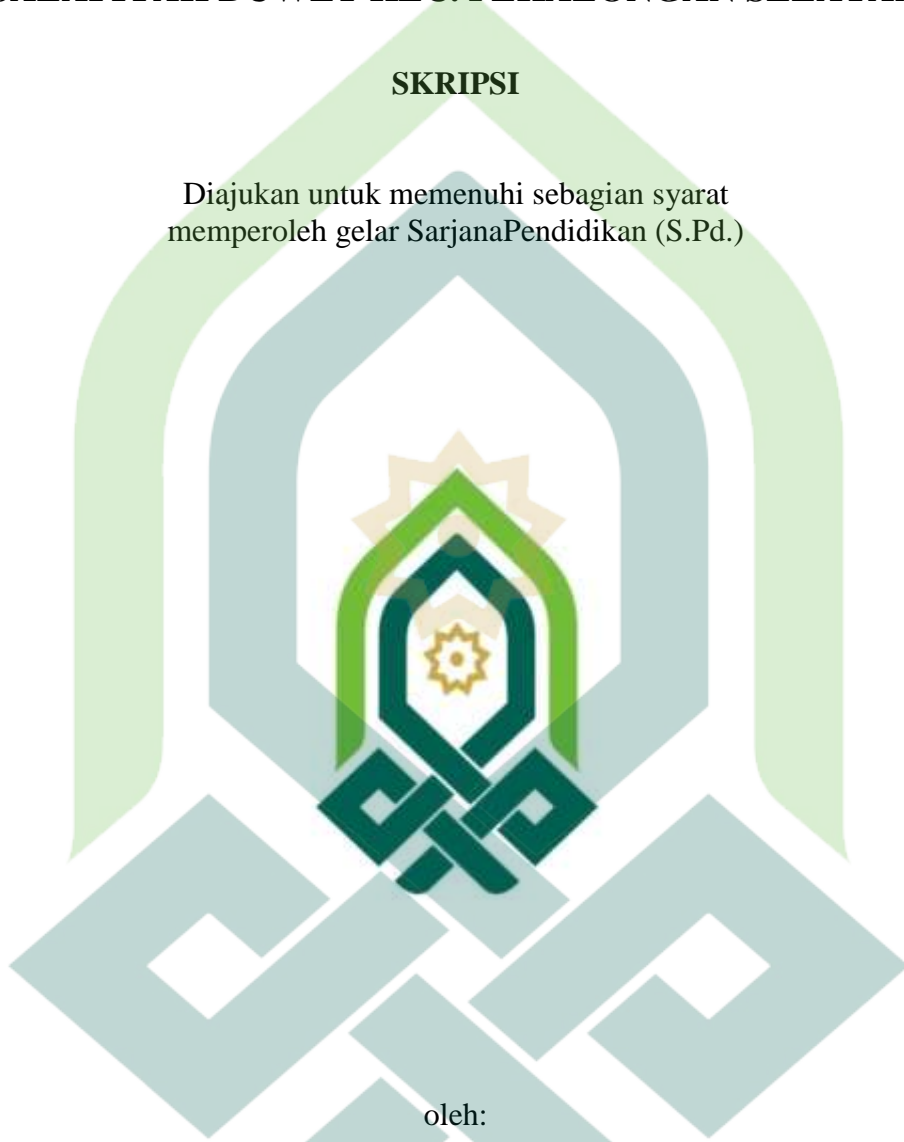 SKRIPSI
Diajukan untuk memenuhi sebagian syarat
memperoleh gelar SarjanaPendidikan (S.Pd.)
oleh: